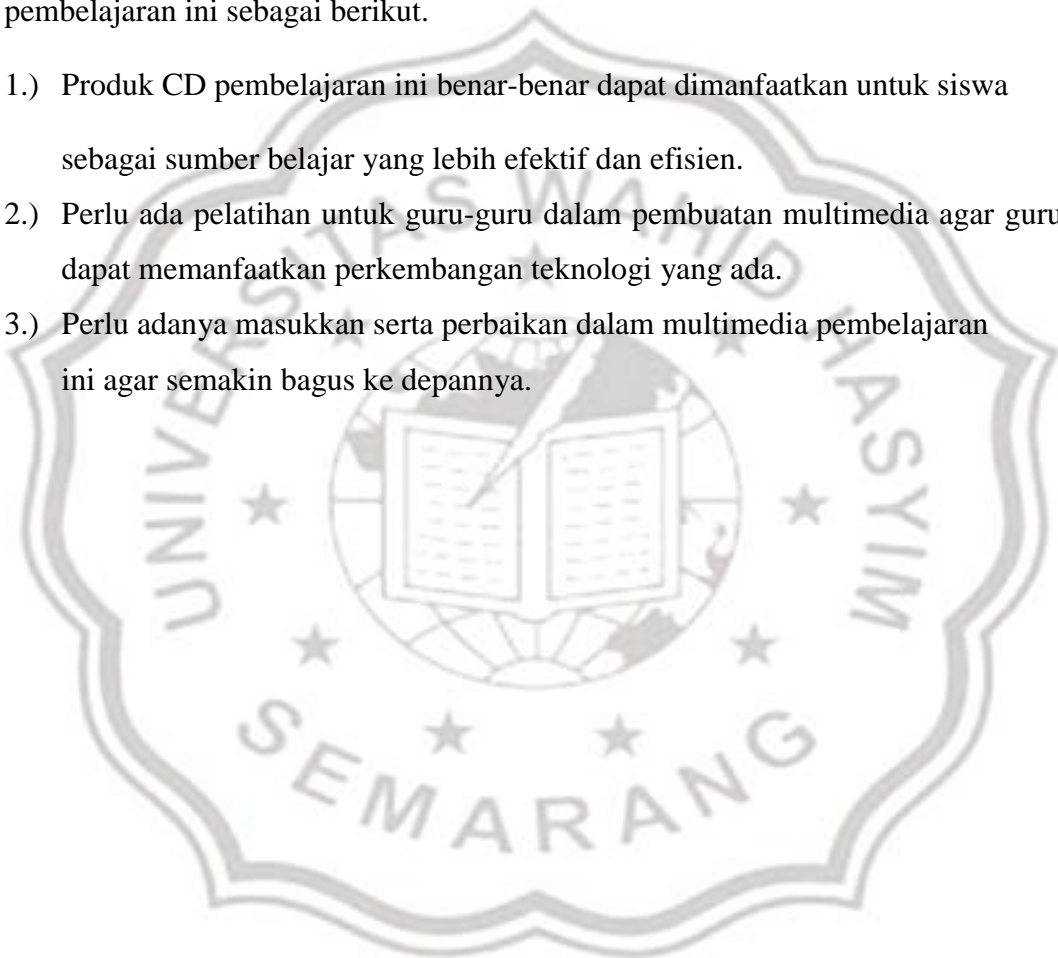 pembelajaran ini sebagai berikut.
1.) Produk CD pembelajaran ini benar-benar dapat dimanfaatkan untuk siswa
sebagai sumber belajar yang lebih efektif dan efisien.
2.) Perlu ada pelatihan untuk guru-guru dalam pembuatan multimedia agar guru
dapat memanfaatkan perkembangan teknologi yang ada.
3.) Perlu adanya masukkan serta perbaikan dalam multimedia pembelajaran
ini agar semakin bagus ke depannya.
UNIVERSITAS WAHID HASYIM
SEMARANG